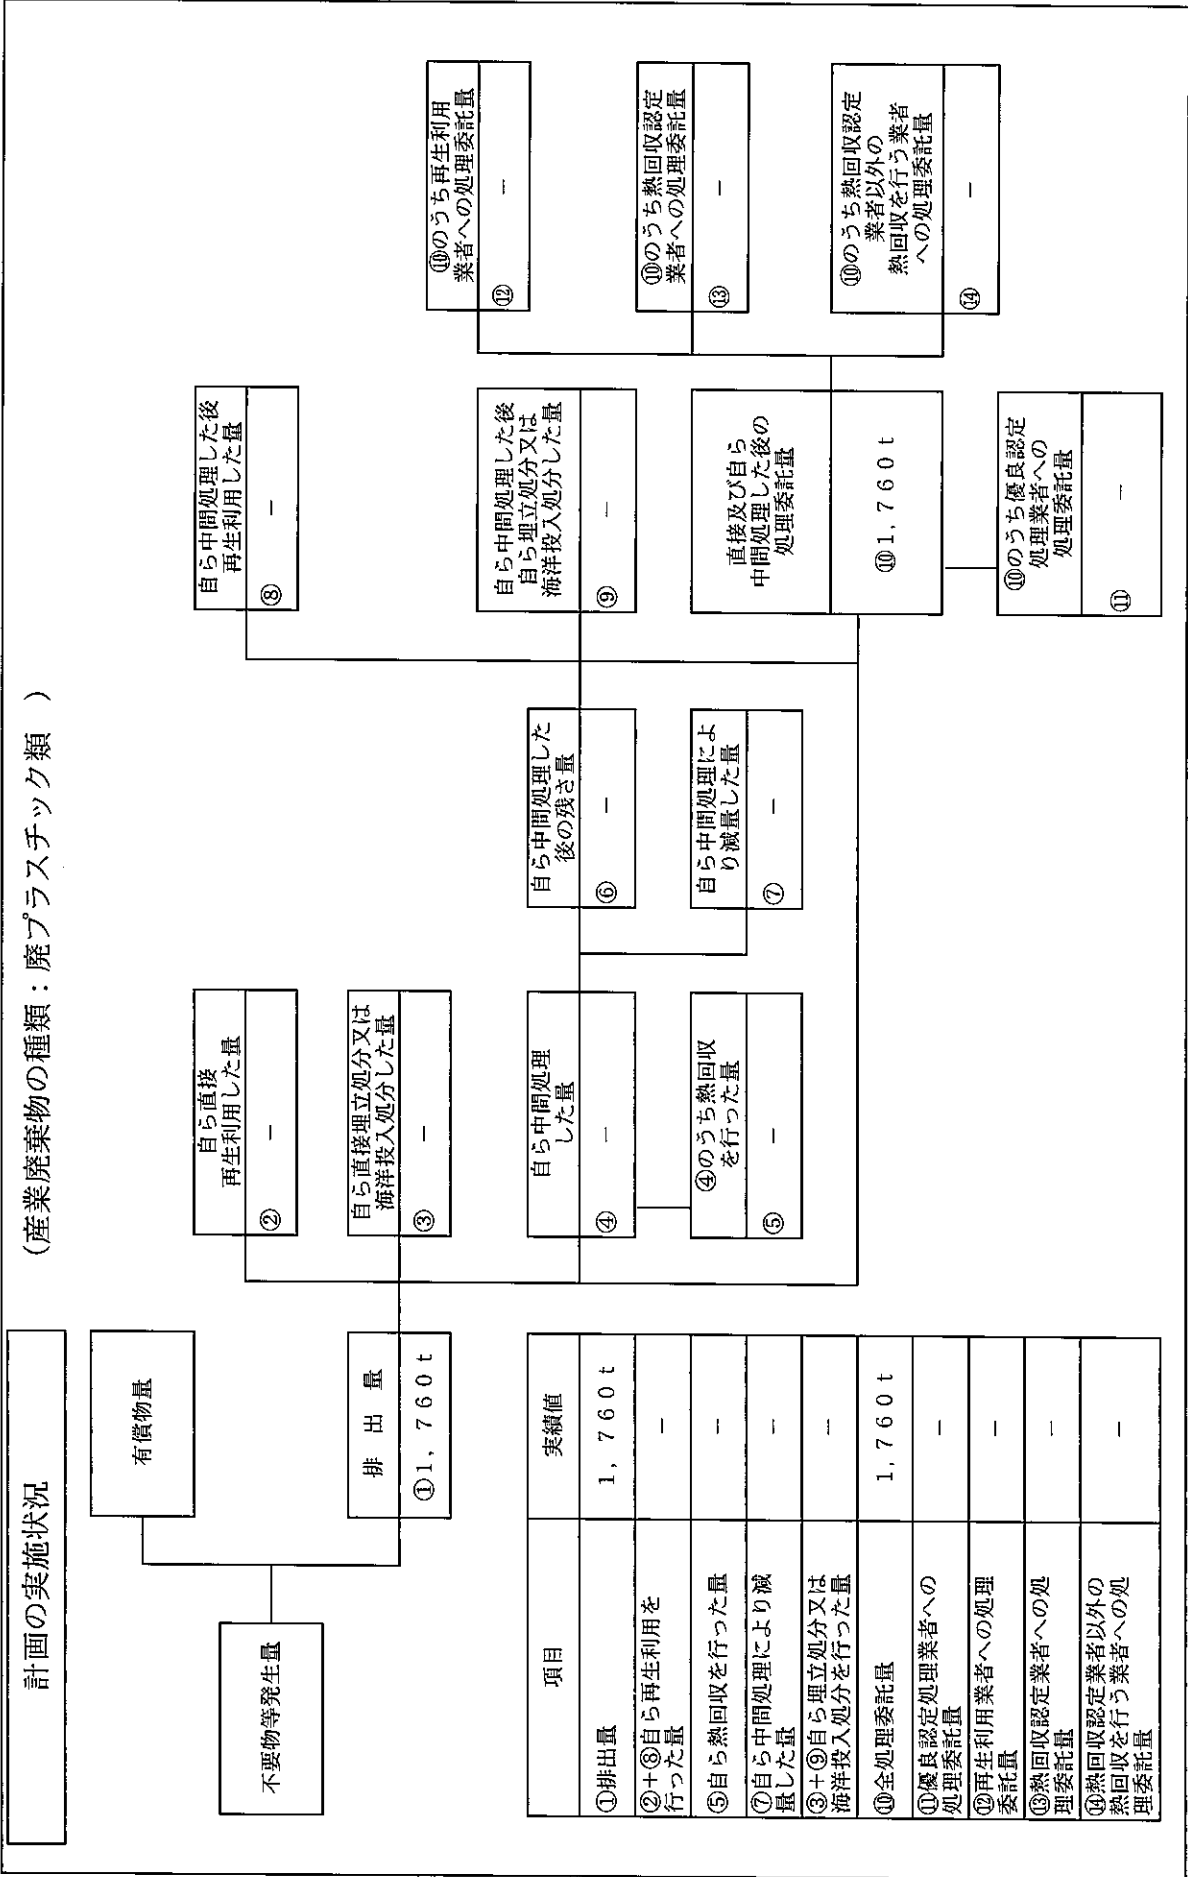 計画の実施状況
（産業廃棄物の種類：廃プラスチック類　）
不要物等発生量
有償物量
排　出　量
①１，７６０ｔ
自ら直接
再生利用した量
②
－
自ら直接埋立処分又は
海洋投入処分した量
③
－
自ら中間処理
した量
④
－
④のうち熱回収
を行った量
⑤
－
自ら中間処理した
後の残さ量
⑥
－
自ら中間処理によ
り減量した量
⑦
－
自ら中間処理した後
再生利用した量
⑧
－
自ら中間処理した後
自ら埋立処分又は
海洋投入処分した量
⑨
－
直接及び自ら
中間処理した後の
処理委託量
⑩１，７６０ｔ
⑩のうち優良認定
処理業者への
処理委託量
⑪
－
⑩のうち再生利用
業者への処理委託量
⑫
－
⑩のうち熱回収認定
業者への処理委託量
⑬
－
⑩のうち熱回収認定
業者以外の
熱回収を行う業者
への処理委託量
⑭
－
項目
実績値
①排出量
１，７６０ｔ
②＋⑧自ら再生利用を
行った量
－
⑤自ら熱回収を行った量
－
⑦自ら中間処理により減
量した量
－
③＋⑨自ら埋立処分又は
海洋投入処分を行った量
－
⑩全処理委託量
１，７６０ｔ
⑪優良認定処理業者への
処理委託量
－
⑫再生利用業者への処理
委託量
－
⑬熱回収認定業者への処
理委託量
－
⑭熱回収認定業者以外の
熱回収を行う業者への処
理委託量
－